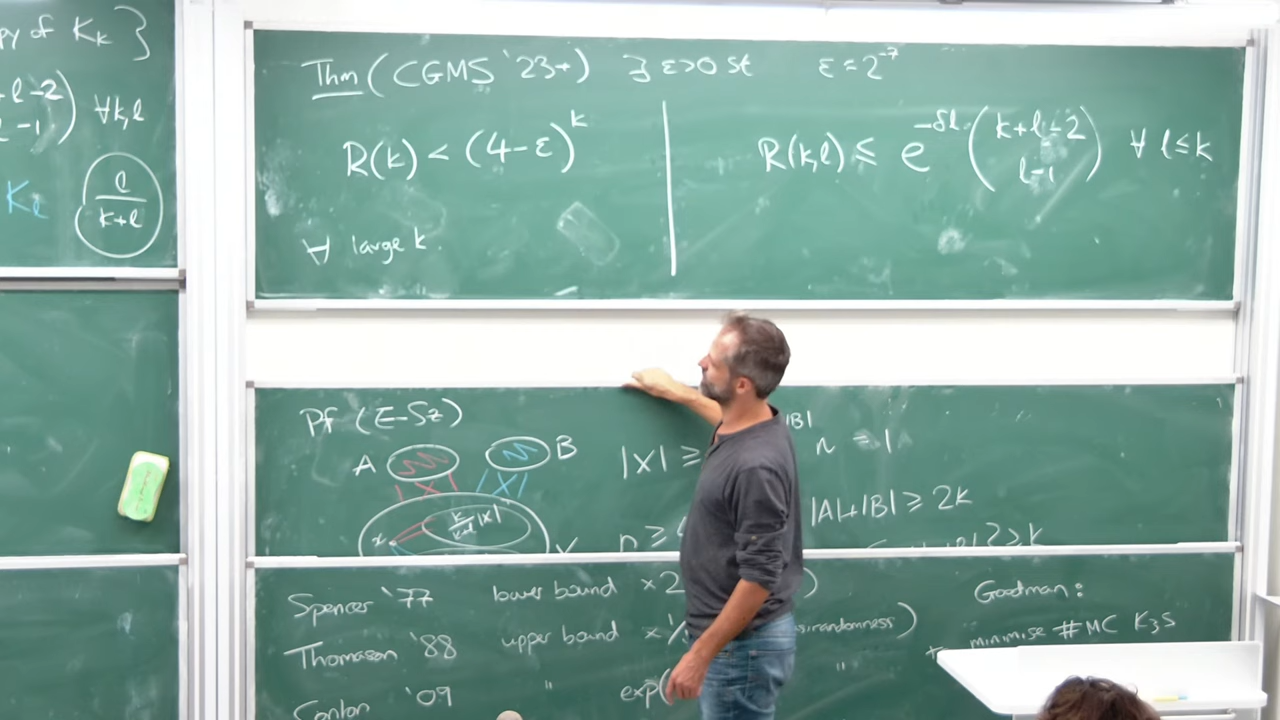 py of Kk }
+l-2
l-1 ) ∀k,l
Kl
l/(k+l)
Thm (CGMS '23+) ∃ ε>0 st ε = 2^-7
R(k) < (4-ε)^k
∀ large k.
R(k,l) ≤ e^-δl (k+l-2 l-1) ∀ l≤k
Pf (E-Sz)
A B
x k/(k+l) |X|
|X| ≥
|B|
n = 1
n ≥
|A|+|B| ≥ 2k
} ≥ k
Spencer '77 lower bound ×2 )
Thomason '88 upper bound × 1/ sirandomness)
Conlon '09 " exp( "
Goodman:
minimise #MC K3s